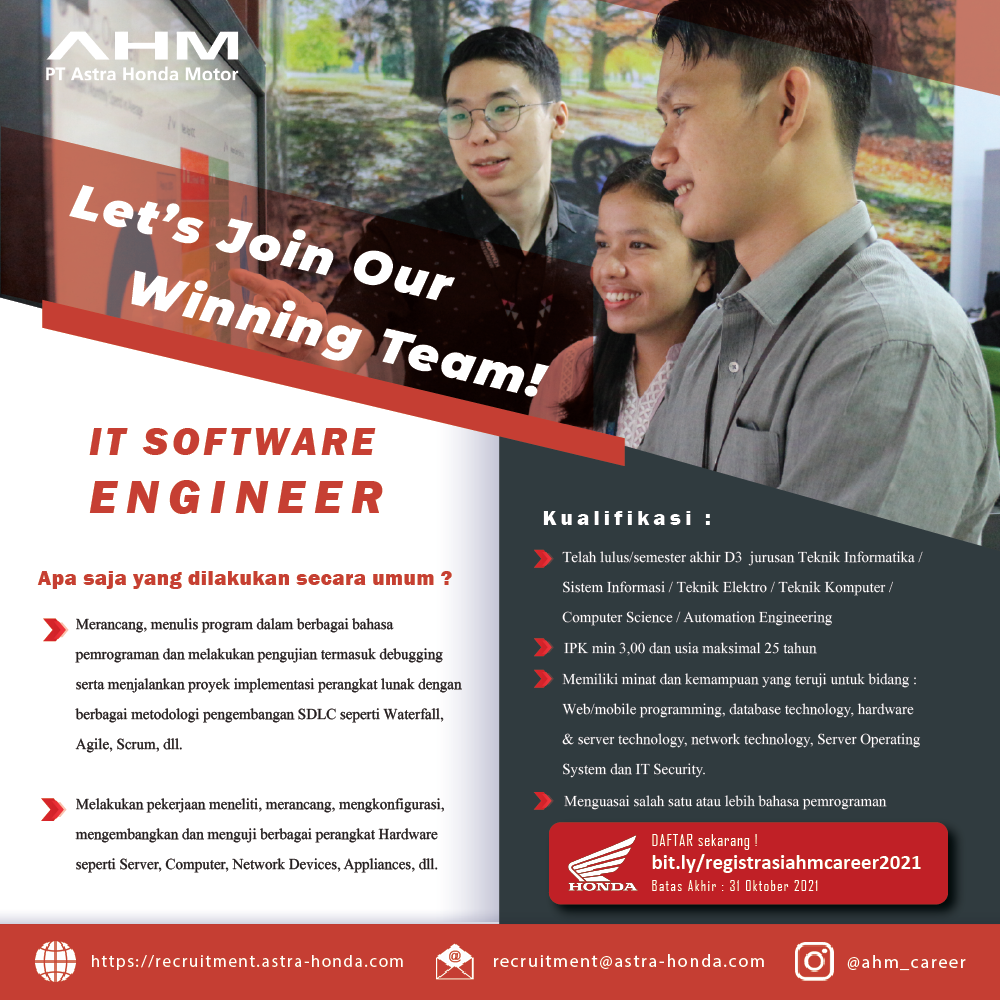 AHM
PT Astra Honda Motor
Let's Join Our
Winning Team!
IT SOFTWARE
ENGINEER
Apa saja yang dilakukan secara umum ?
Merancang, menulis program dalam berbagai bahasa
pemrograman dan melakukan pengujian termasuk debugging
serta menjalankan proyek implementasi perangkat lunak dengan
berbagai metodologi pengembangan SDLC seperti Waterfall,
Agile, Scrum, dll.
Melakukan pekerjaan meneliti, merancang, mengkonfigurasi,
mengembangkan dan menguji berbagai perangkat Hardware
seperti Server, Computer, Network Devices, Appliances, dll.
Kualifikasi :
Telah lulus/semester akhir D3 jurusan Teknik Informatika /
Sistem Informasi / Teknik Elektro / Teknik Komputer /
Computer Science / Automation Engineering
IPK min 3,00 dan usia maksimal 25 tahun
Memiliki minat dan kemampuan yang teruji untuk bidang :
Web/mobile programming, database technology, hardware
& server technology, network technology, Server Operating
System dan IT Security.
Menguasai salah satu atau lebih bahasa pemrograman
HONDA
DAFTAR sekarang !
bit.ly/registrasiahmcareer2021
Batas Akhir : 31 Oktober 2021
https://recruitment.astra-honda.com
@
recruitment@astra-honda.com
@ahm_career